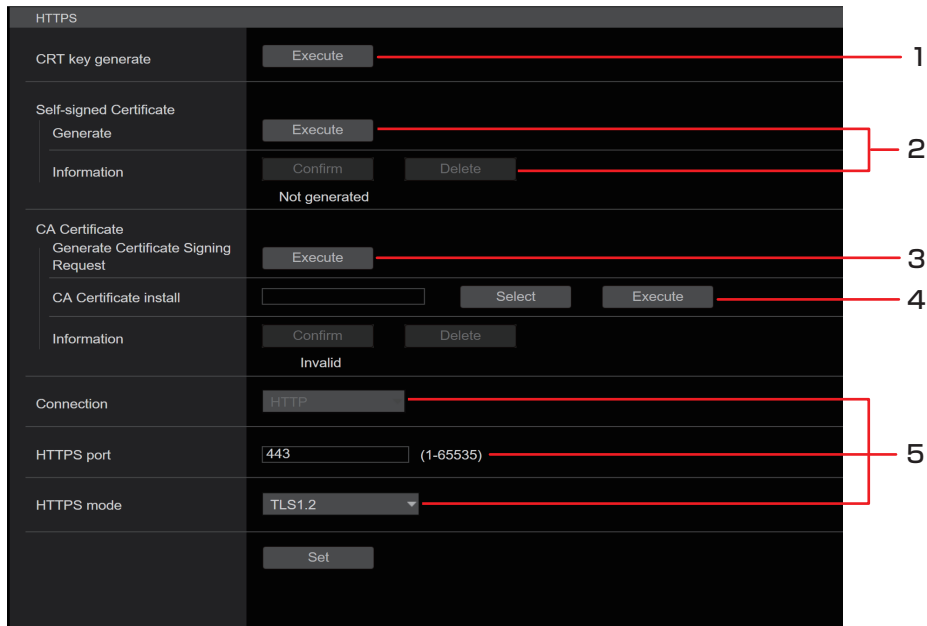 HTTPS
CRT key generate Execute 1
Self-signed Certificate
Generate Execute
2
Information Confirm Delete
Not generated
CA Certificate
Generate Certificate Signing
Request
Execute 3
CA Certificate install Select Execute 4
Information Confirm Delete
Invalid
Connection HTTP
HTTPS port 443 (1-65535) 5
HTTPS mode TLS1.2
Set